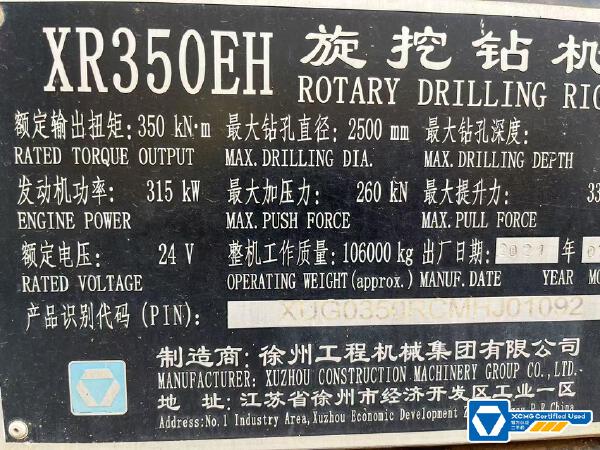 XR350EH 旋挖钻机
ROTARY DRILLING RIG
额定输出扭矩: 350 kN·m 最大钻孔直径: 2500 mm 最大钻孔深度:
RATED TORQUE OUTPUT MAX. DRILLING DIA. MAX. DRILLING DEPTH
发动机功率: 315 kW 最大加压力: 260 kN 最大提升力: 33
ENGINE POWER MAX. PUSH FORCE MAX. PULL FORCE
额定电压: 24 V 整机工作质量: 106000 kg 出厂日期: 2021 年
RATED VOLTAGE OPERATING WEIGHT(approx.) MANUF. DATE YEAR MO
产品识别代码 (PIN): XUG0350RCMHJ01092
制造商: 徐州工程机械集团有限公司
MANUFACTURER: XUZHOU CONSTRUCTION MACHINERY GROUP CO., LTD.
地 址: 江苏省徐州市经济开发区工业一区
Address: No.1 Industry Area, Xuzhou Economic Development P.R.China
XCMG Certified Used